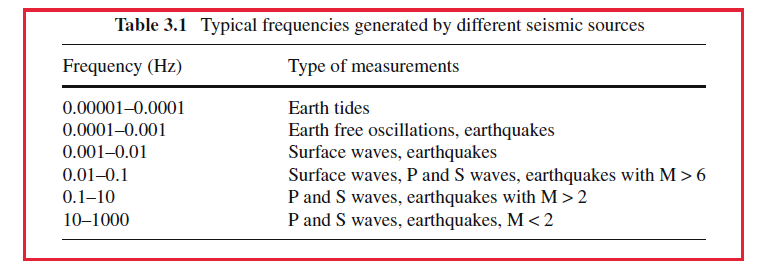 Table 3.1 Typical frequencies generated by different seismic sources
Frequency (Hz) Type of measurements
0.00001–0.0001 Earth tides
0.0001–0.001 Earth free oscillations, earthquakes
0.001–0.01 Surface waves, earthquakes
0.01–0.1 Surface waves, P and S waves, earthquakes with M > 6
0.1–10 P and S waves, earthquakes with M > 2
10–1000 P and S waves, earthquakes, M < 2